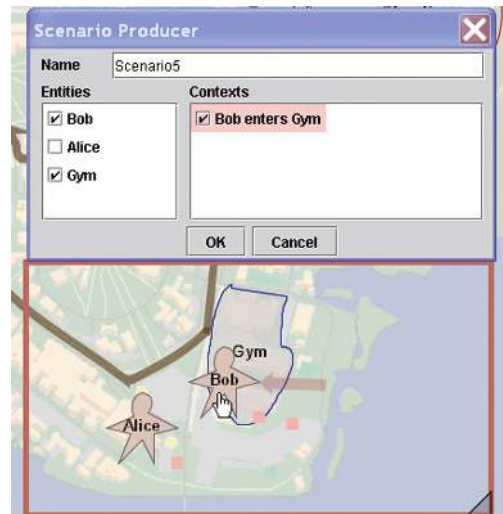 Scenario Producer
Name Scenario5
Entities Contexts
Bob Bob enters Gym
Alice
Gym
OK Cancel
Gym
Bob
Alice